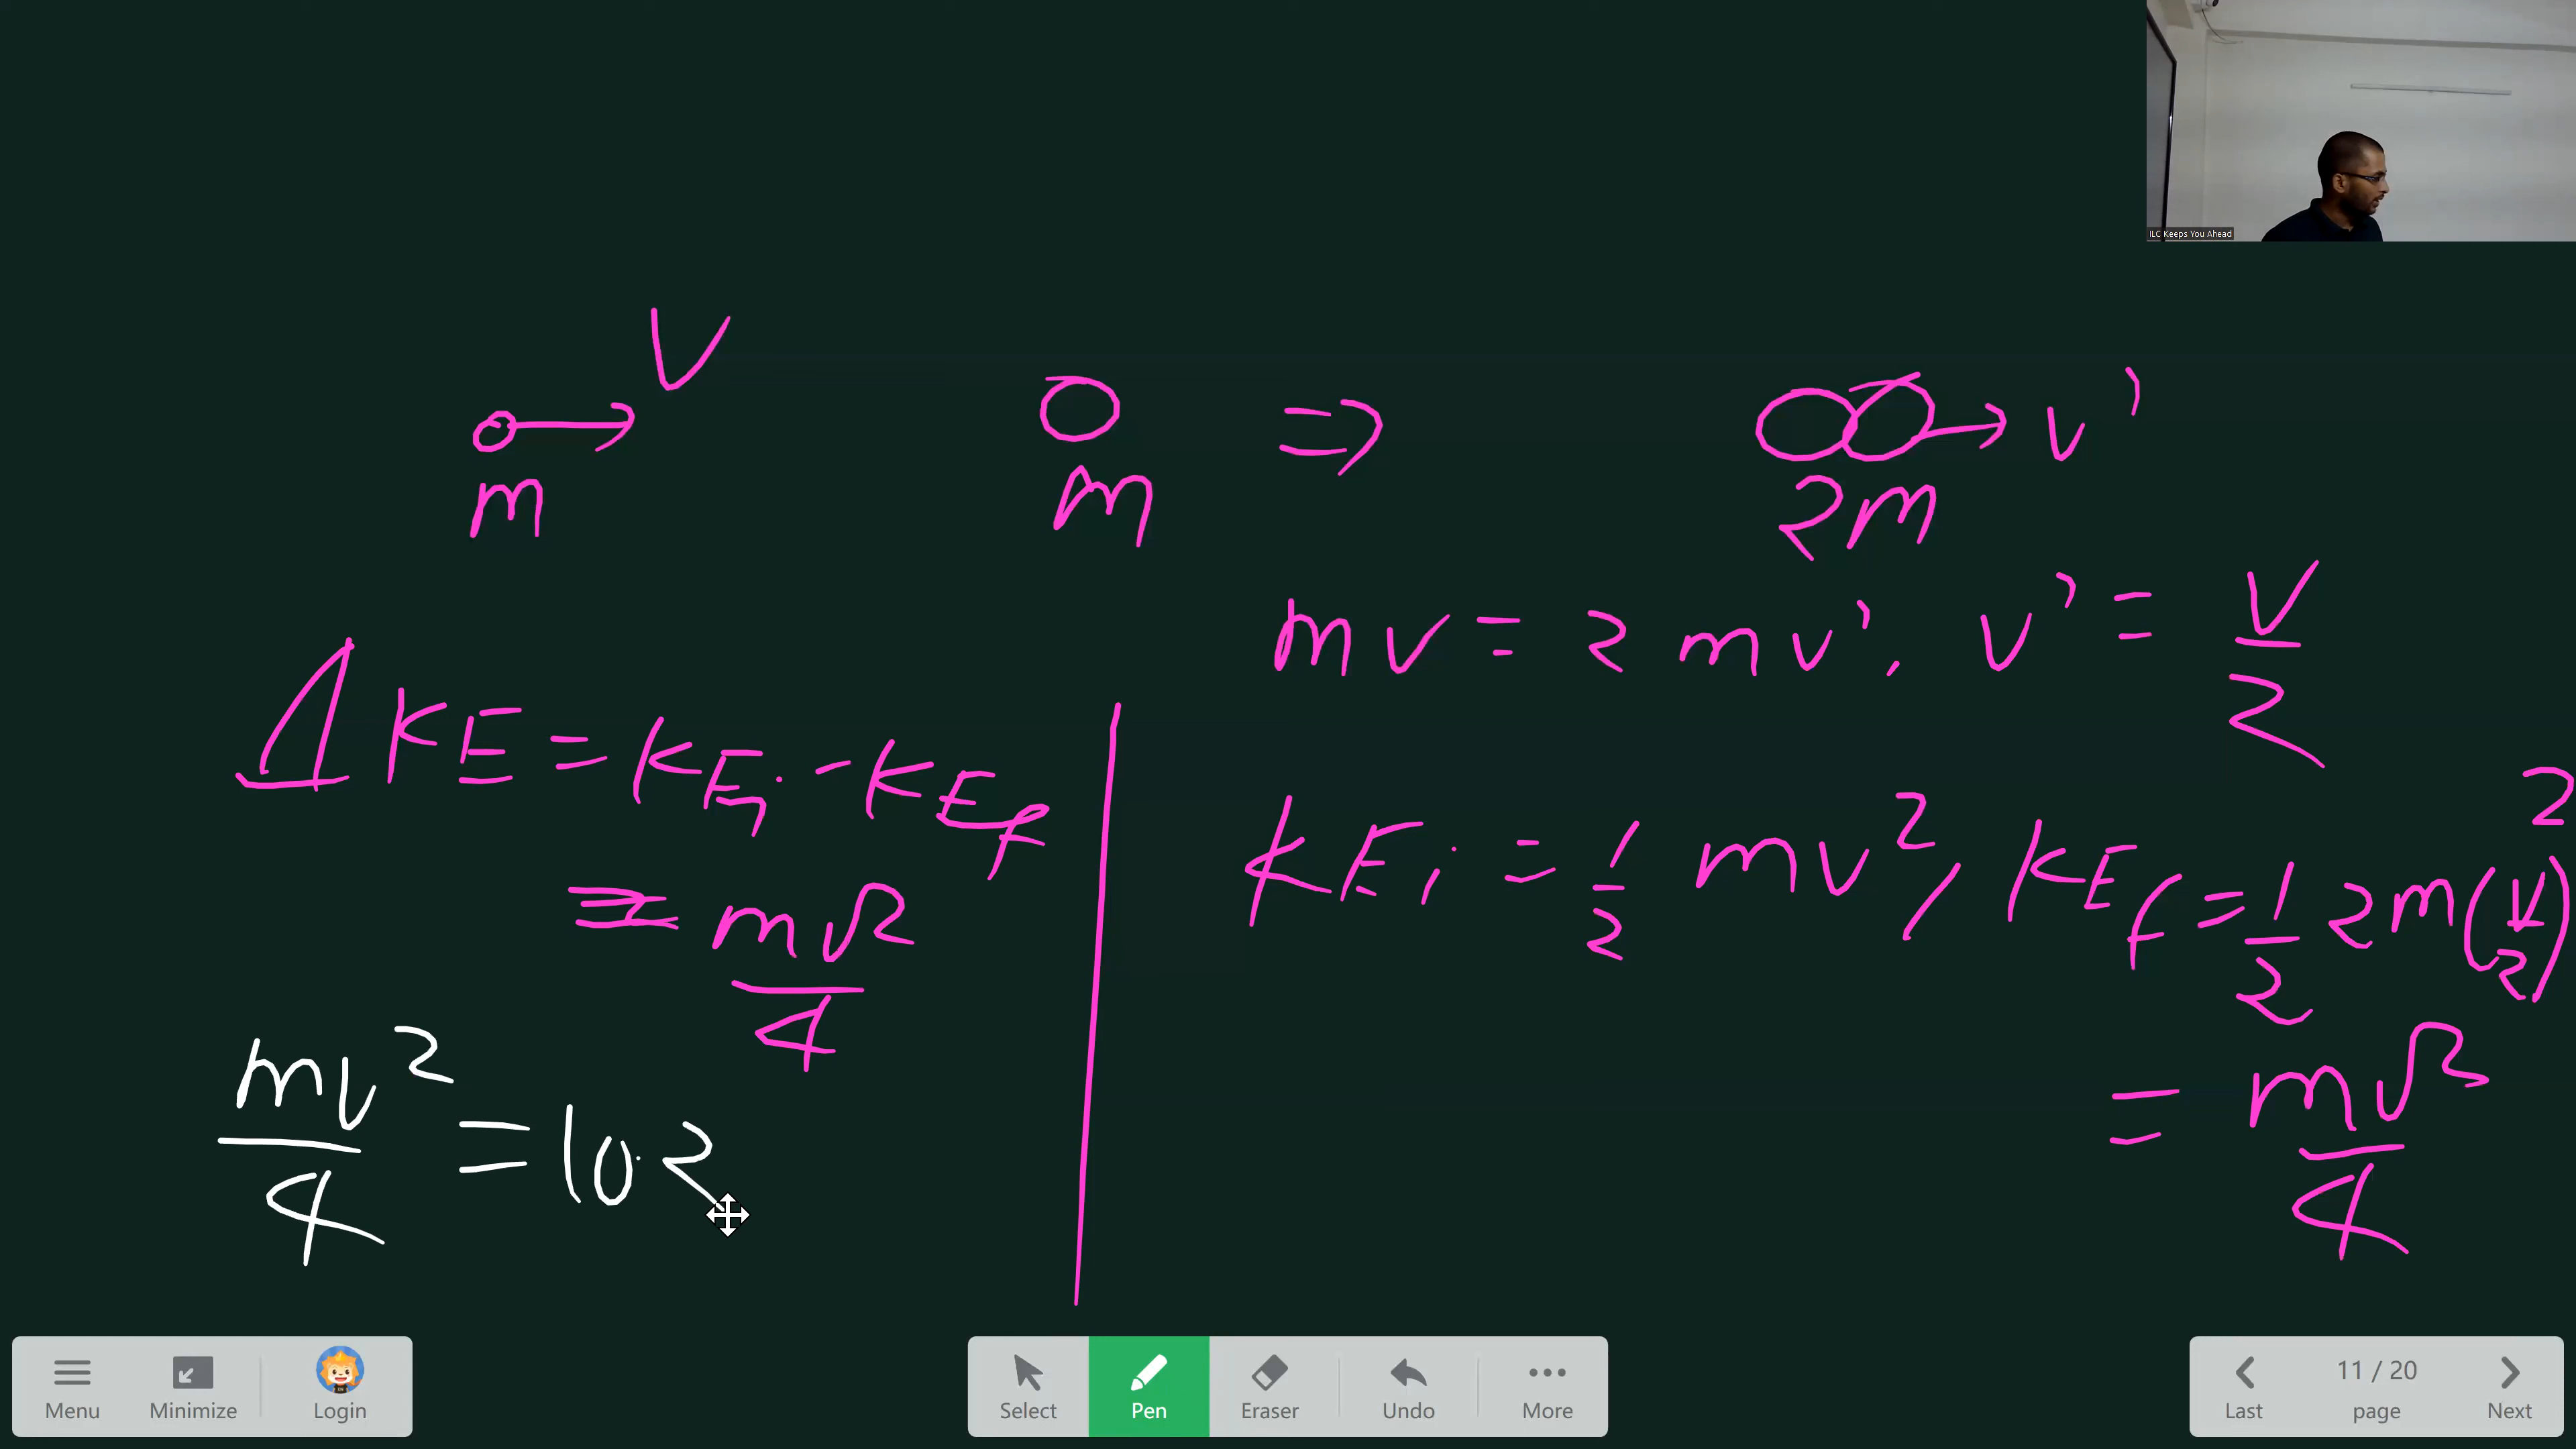 ILC Keeps You Ahead
V
m m ⇒ 2m v'
mv = 2mv', v' = v/2
ΔKE = KEi - KEf
= mv²/4
KEi = 1/2 mv², KEf = 1/2 2m(v/2)²
= mv²/4
mv²/4 = 10.2
Menu Minimize Login
Select Pen Eraser Undo More
Last 11 / 20 page Next